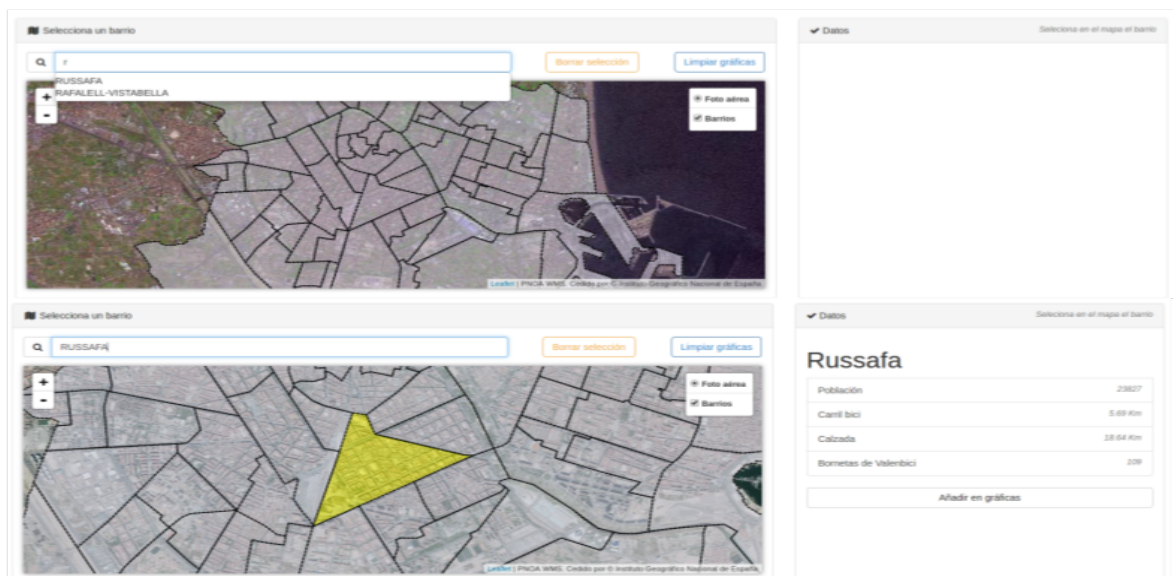 Selecciona un barrio
r
Borrar selección
Limpiar gráficas
RUSSAFA
RAFALELL-VISTABELLA
+
-
Foto aérea
Barrios
Leaflet | PNOA WMS. Cedido por © Instituto Geográfico Nacional de España
Datos
Seleciona en el mapa el barrio
Selecciona un barrio
RUSSAFA
Borrar selección
Limpiar gráficas
+
-
Foto aérea
Barrios
Leaflet | PNOA WMS. Cedido por © Instituto Geográfico Nacional de España
Datos
Seleciona en el mapa el barrio
Russafa
Población 23827
Carril bici 5.69 Km
Calzada 18.64 Km
Bornetas de Valenbici 109
Añadir en gráficas